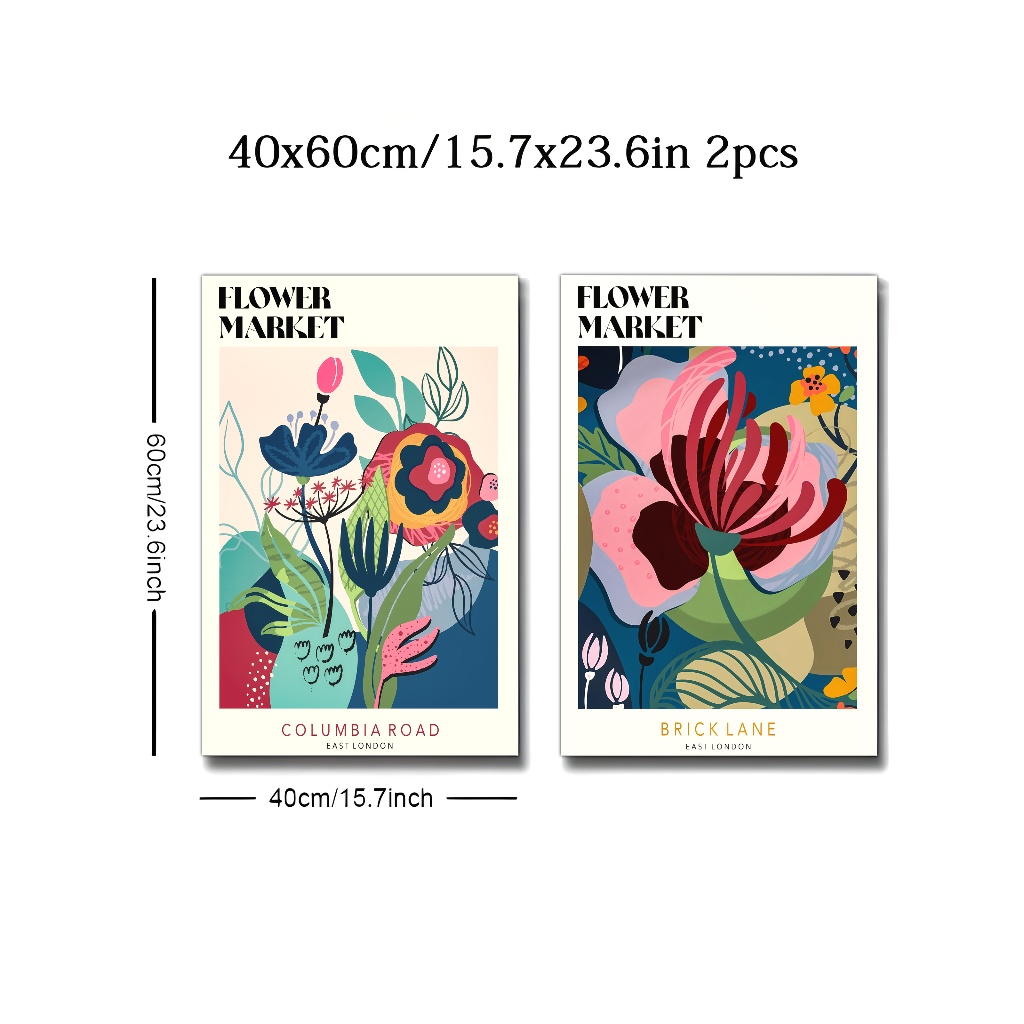 40x60cm/15.7x23.6in 2pcs
FLOWER
MARKET
COLUMBIA ROAD
EAST LONDON
FLOWER
MARKET
BRICK LANE
EAST LONDON
60cm/23.6inch
40cm/15.7inch